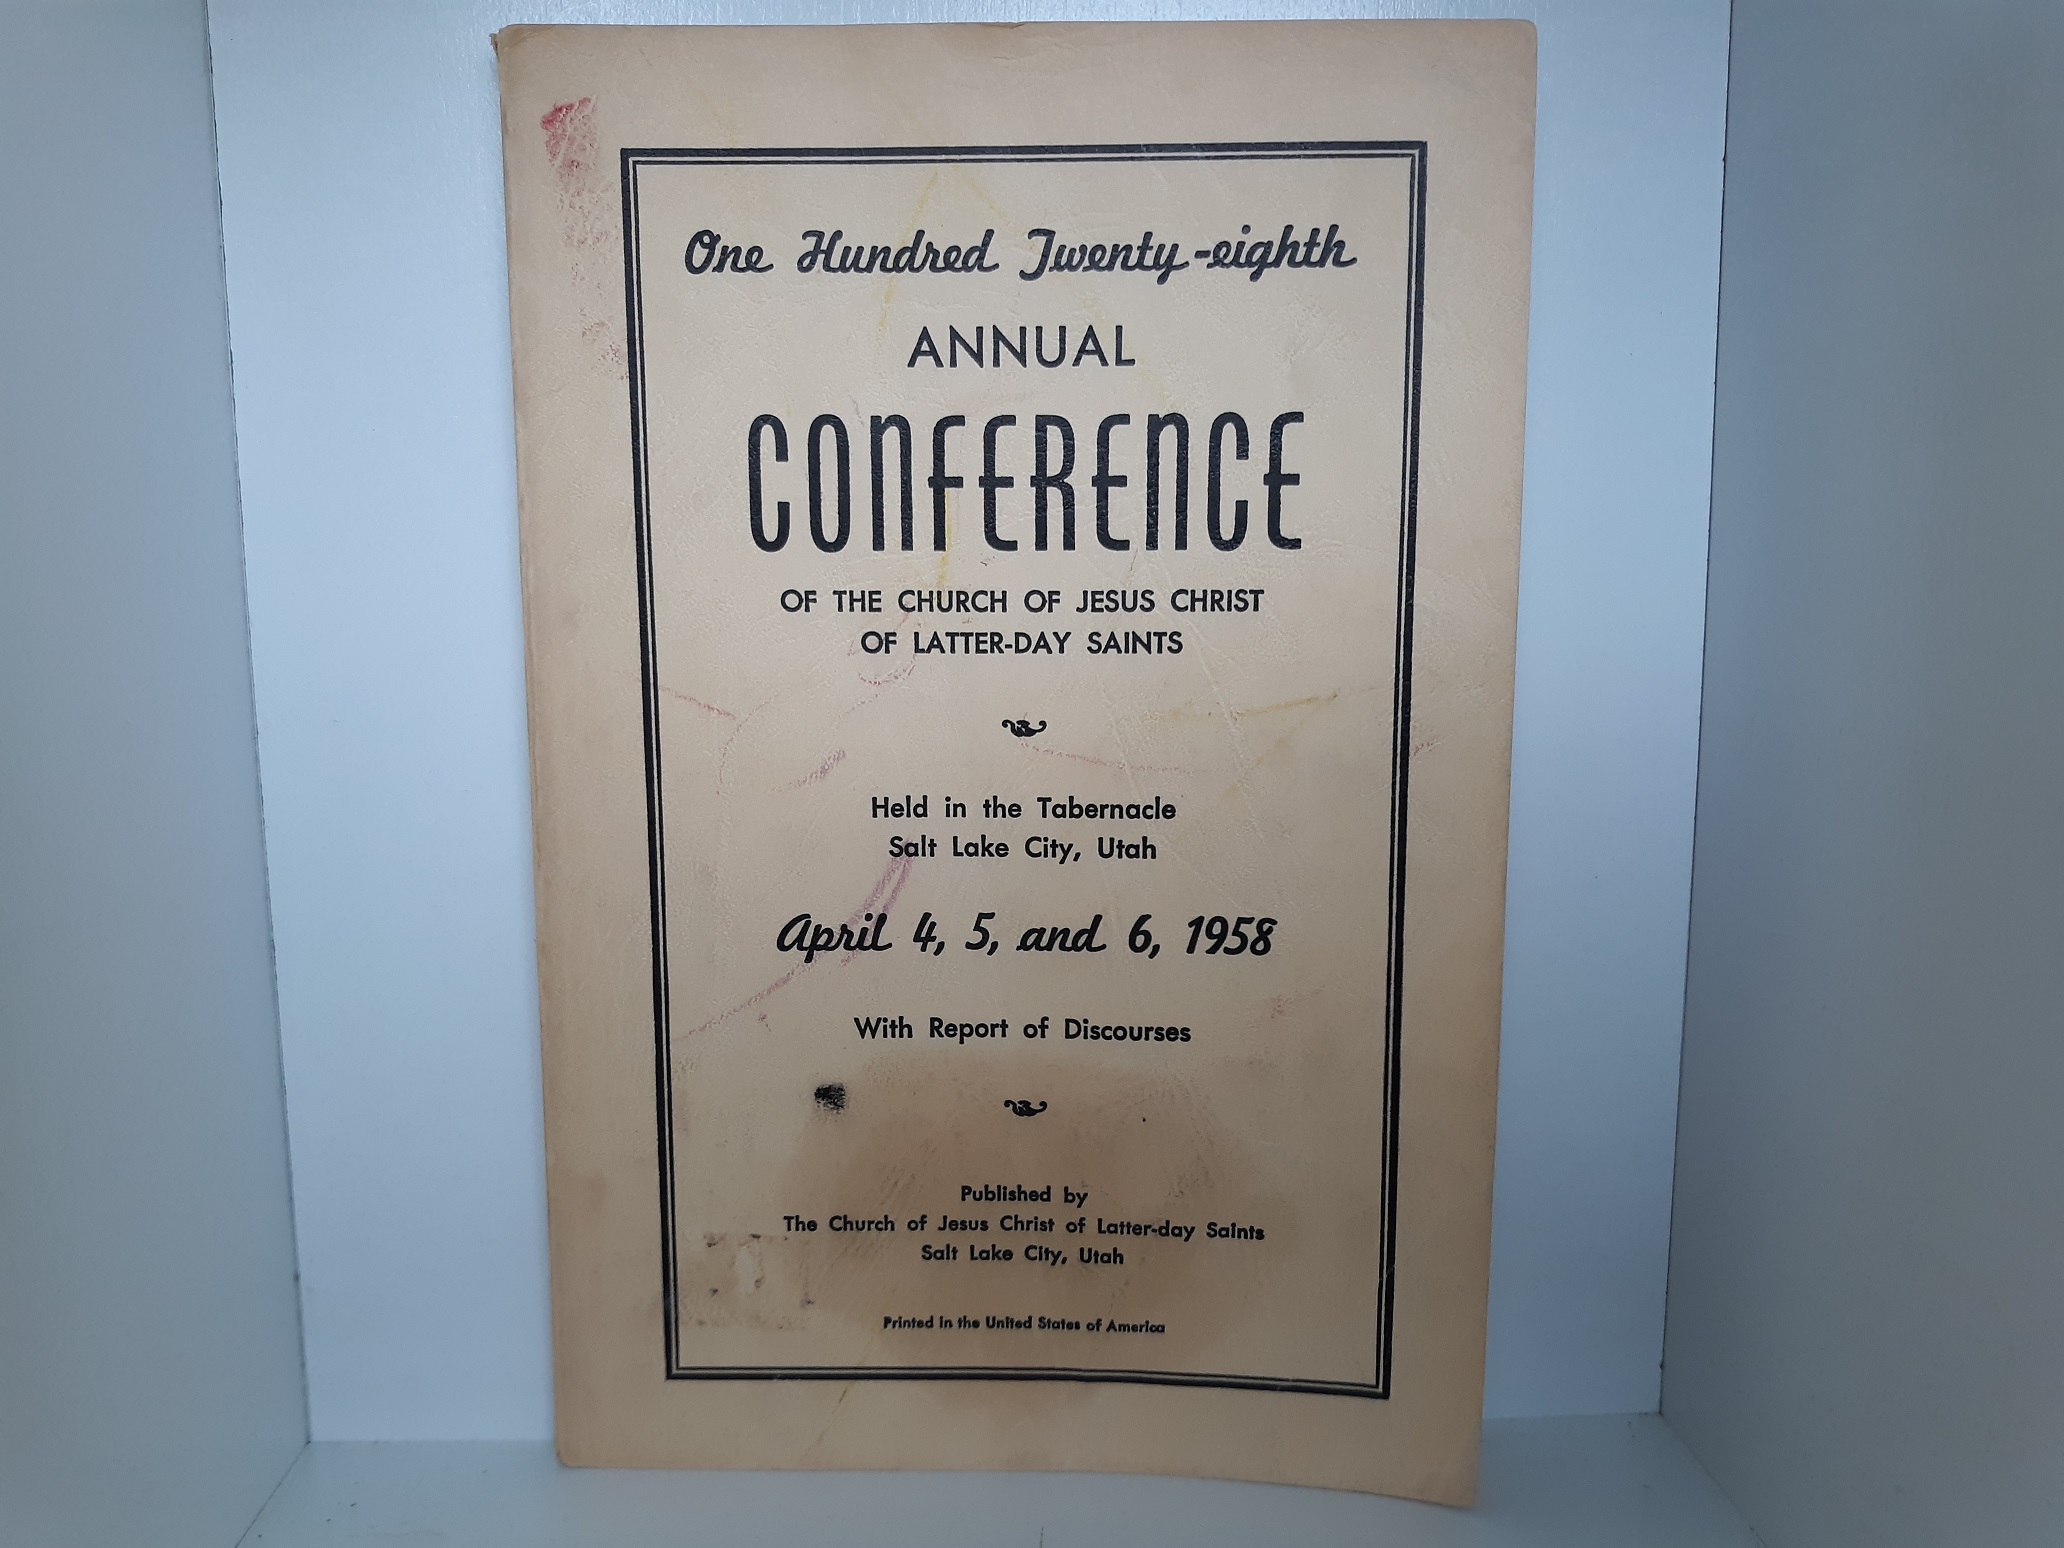 One Hundred Twenty-eighth
ANNUAL
CONFERENCE
OF THE CHURCH OF JESUS CHRIST
OF LATTER-DAY SAINTS
Held in the Tabernacle
Salt Lake City, Utah
April 4, 5, and 6, 1958
With Report of Discourses
Published by
The Church of Jesus Christ of Latter-day Saints
Salt Lake City, Utah
Printed in the United States of America